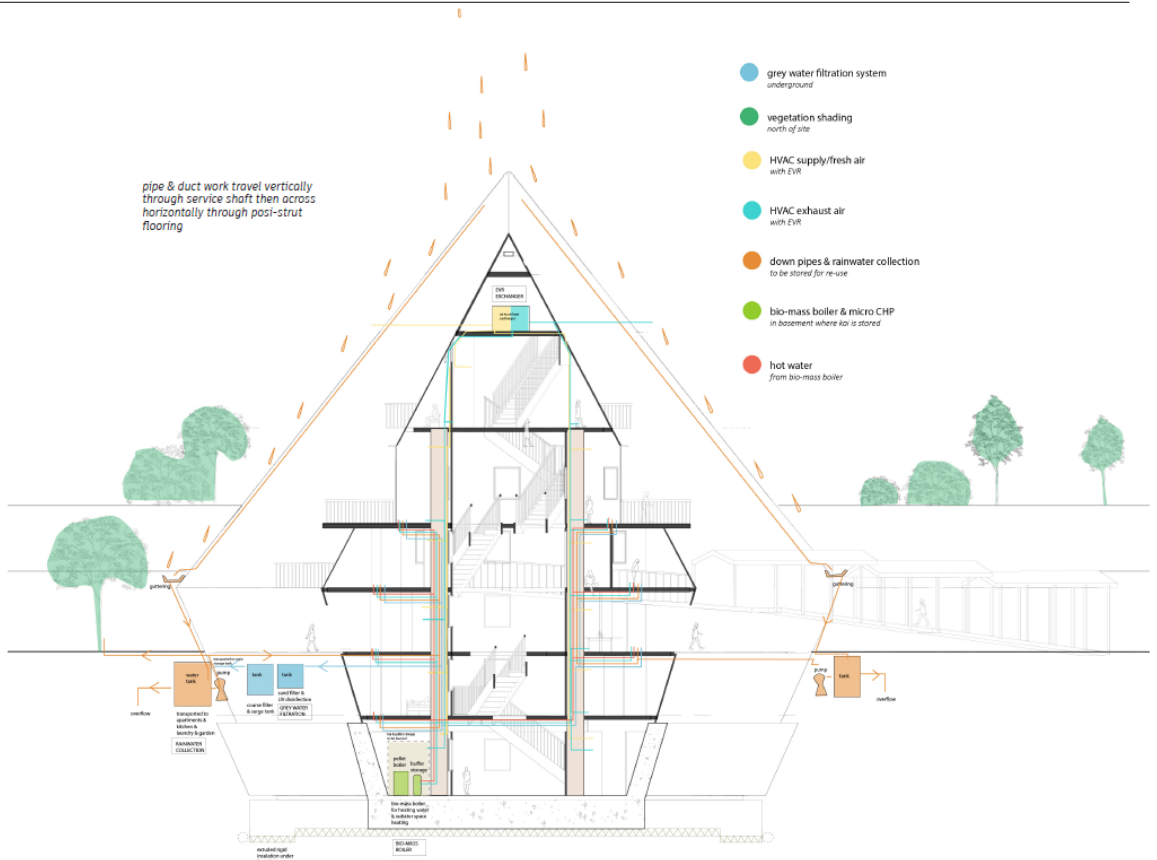 grey water filtration system
underground
vegetation shading
north of site
HVAC supply/fresh air
with EVR
HVAC exhaust air
with EVR
down pipes & rainwater collection
to be stored for re-use
bio-mass boiler & micro CHP
in basement where kai is stored
hot water
from bio-mass boiler
pipe & duct work travel vertically
through service shaft then across
horizontally through posi-strut
flooring
EVR
EXCHANGER
guttering
guttering
water
tank
pump
overflow
transported to
apartments &
kitchen &
laundry & garden
RAINWATER
COLLECTION
tank
tank
coarse filter
& surge tank
sand filter &
UV disinfection
GREY WATER
FILTRATION
pump
tank
overflow
pellet
boiler
buffer
storage
bio-mass boiler
for heating water
& radiator space
heating
BIO-MASS
BOILER
extruded rigid
insulation under